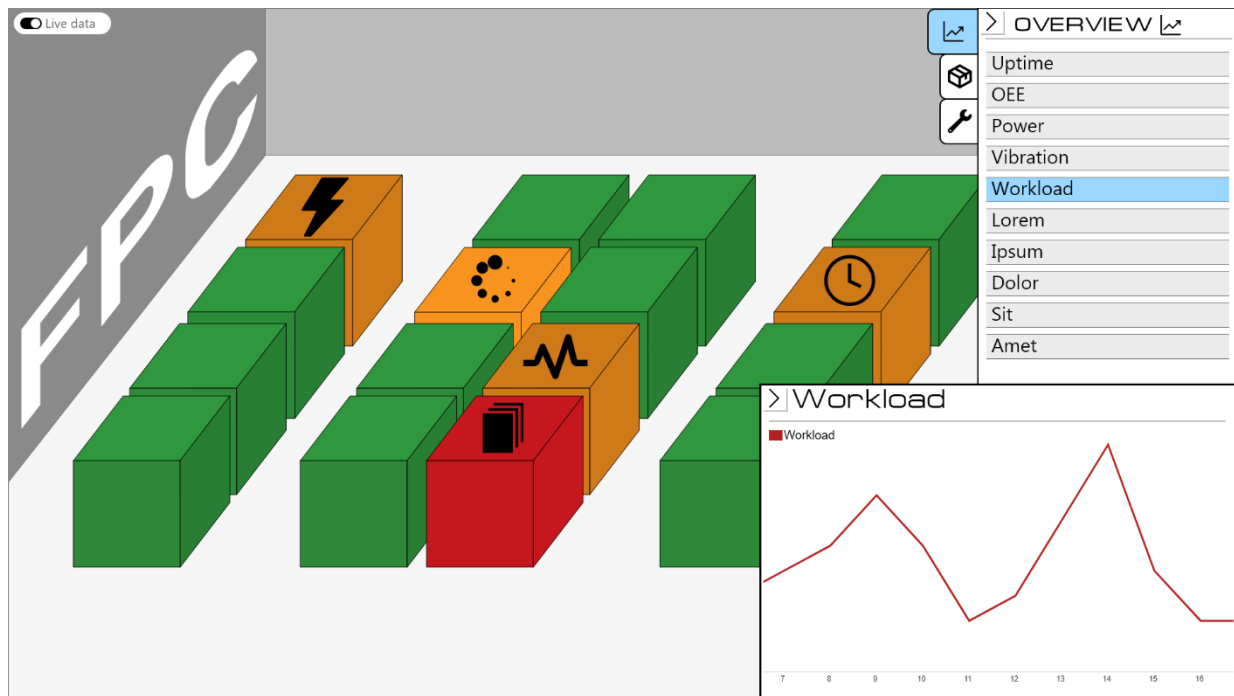 Live data
FPC
OVERVIEW
Uptime
OEE
Power
Vibration
Workload
Lorem
Ipsum
Dolor
Sit
Amet
Workload
Workload
7 8 9 10 11 12 13 14 15 16